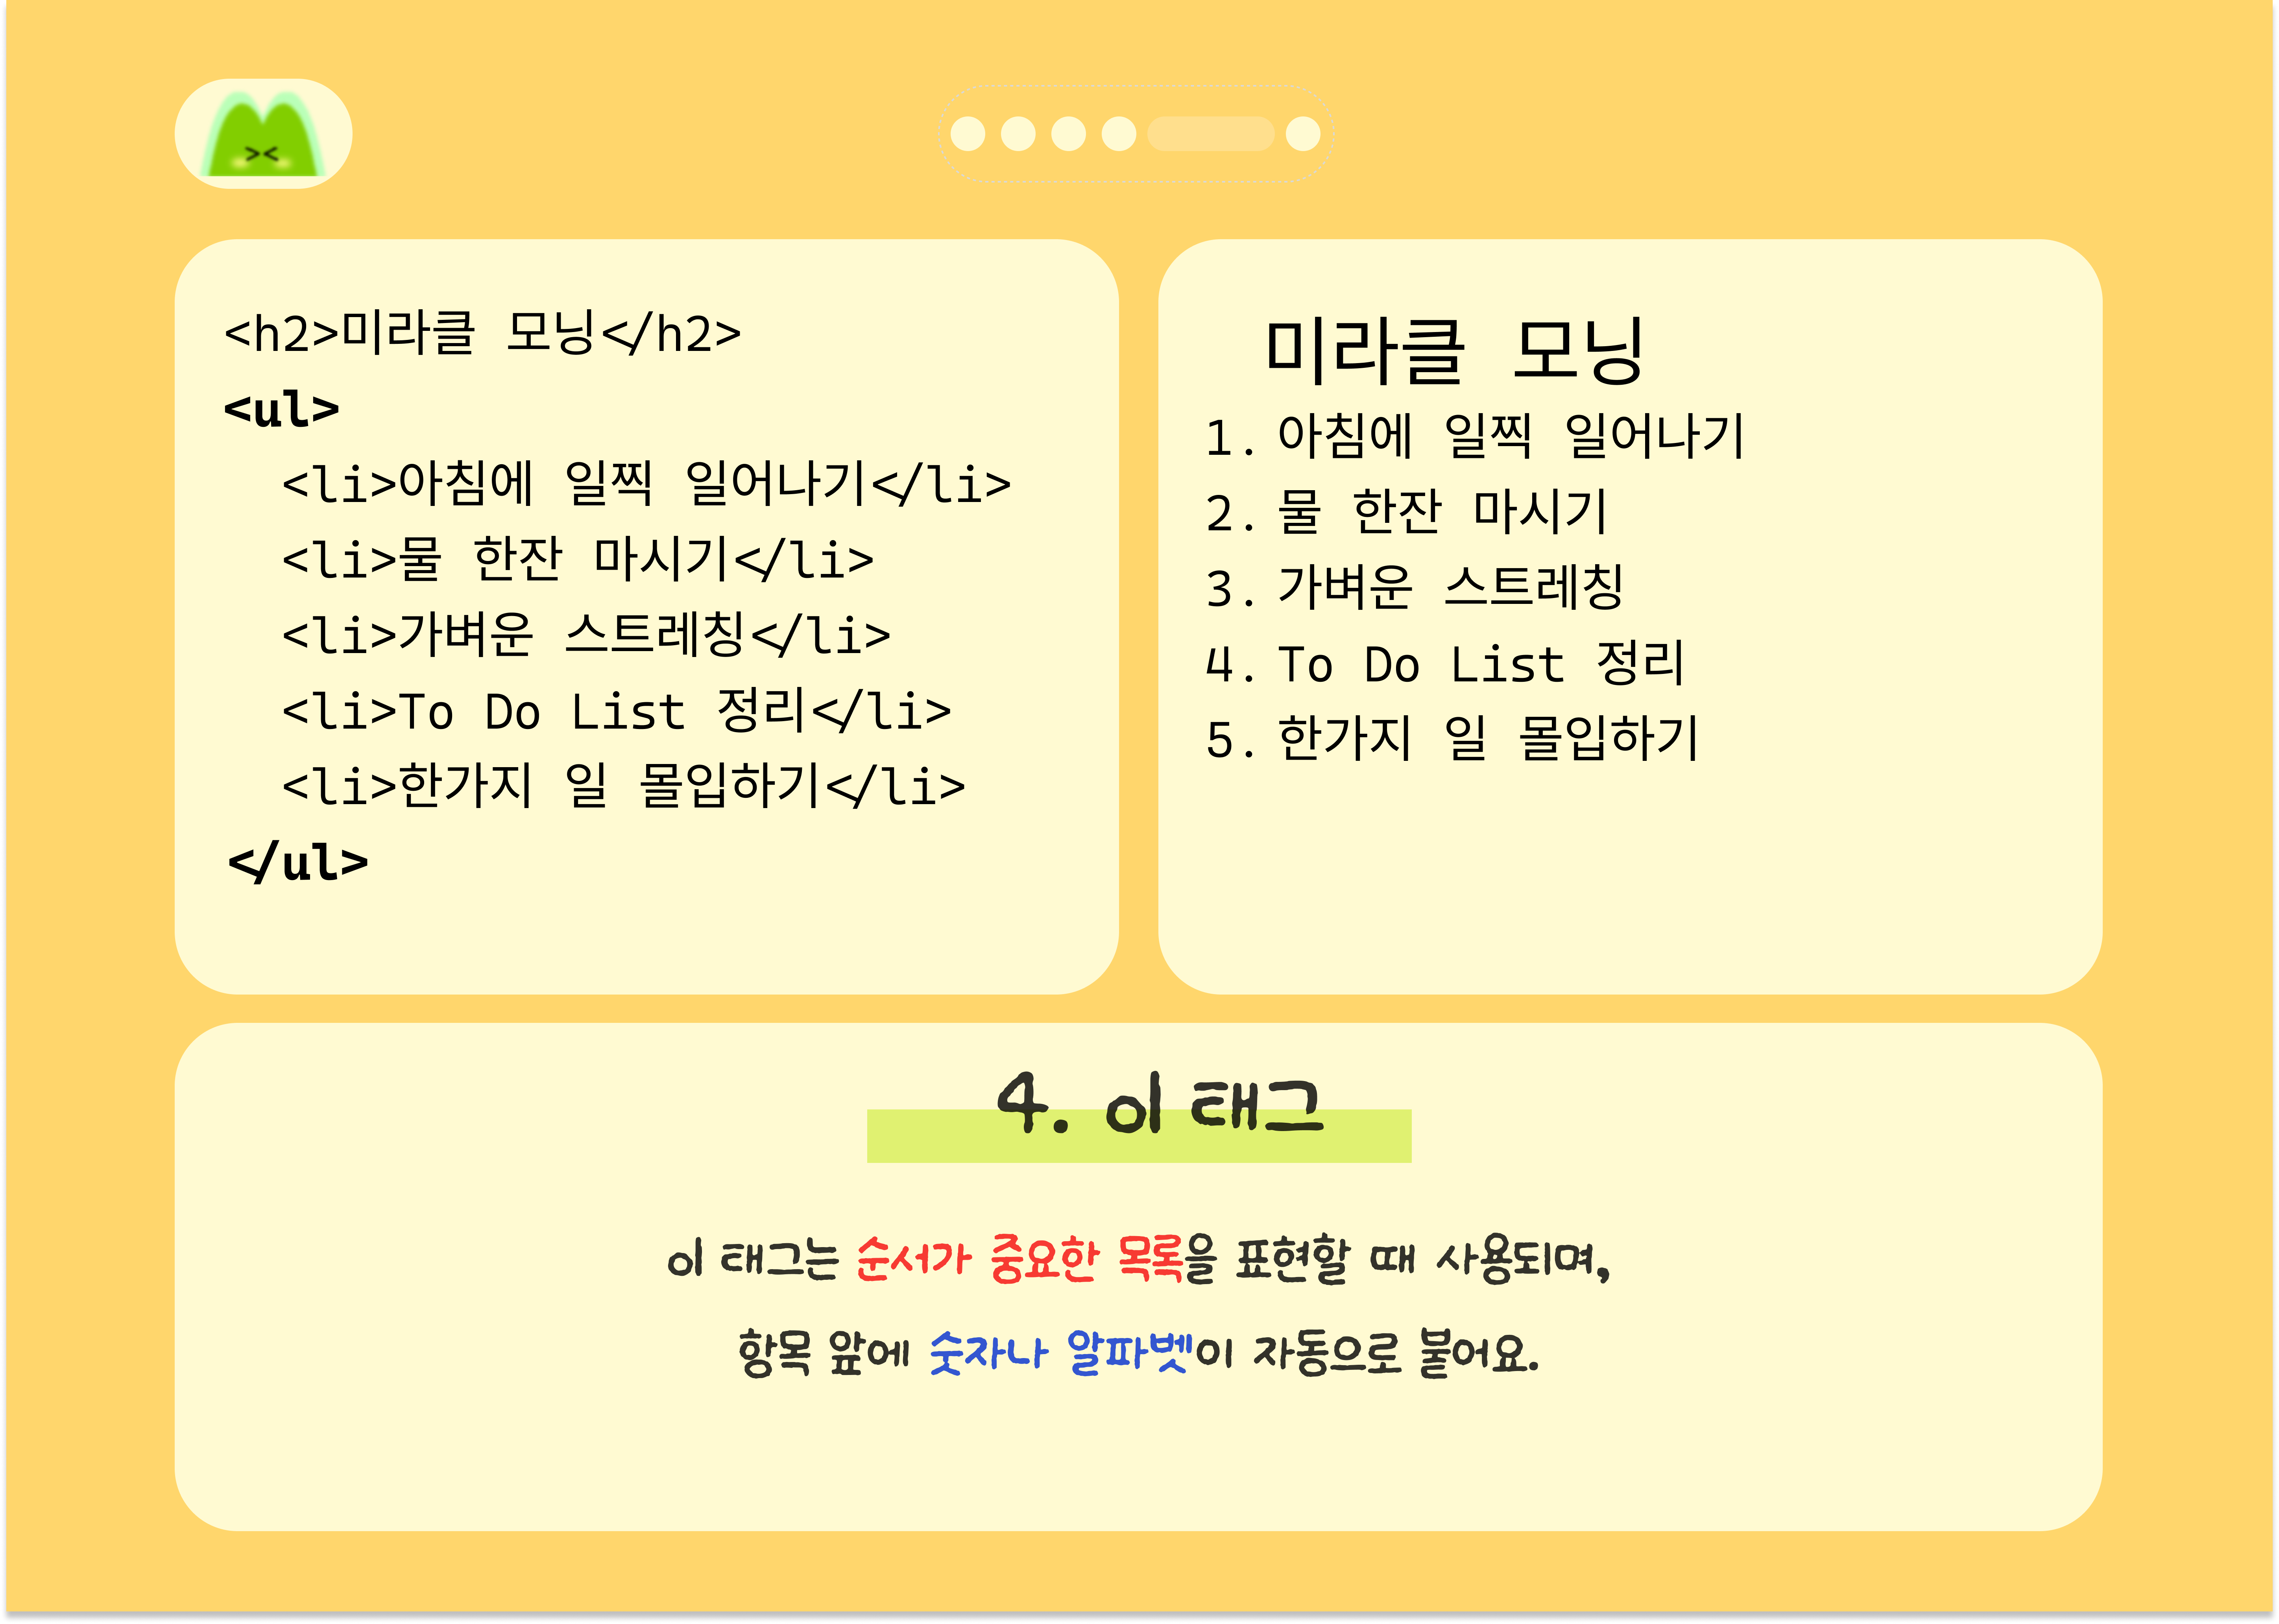 <h2>미라클 모닝</h2>
<ul>
<li>아침에 일찍 일어나기</li>
<li>물 한잔 마시기</li>
<li>가벼운 스트레칭</li>
<li>To Do List 정리</li>
<li>한가지 일 몰입하기</li>
</ul>
미라클 모닝
1. 아침에 일찍 일어나기
2. 물 한잔 마시기
3. 가벼운 스트레칭
4. To Do List 정리
5. 한가지 일 몰입하기
4. 이 태그
이 태그는 순서가 중요한 목록을 표현할 때 사용되며,
항목 앞에 숫자나 알파벳이 자동으로 붙어요.